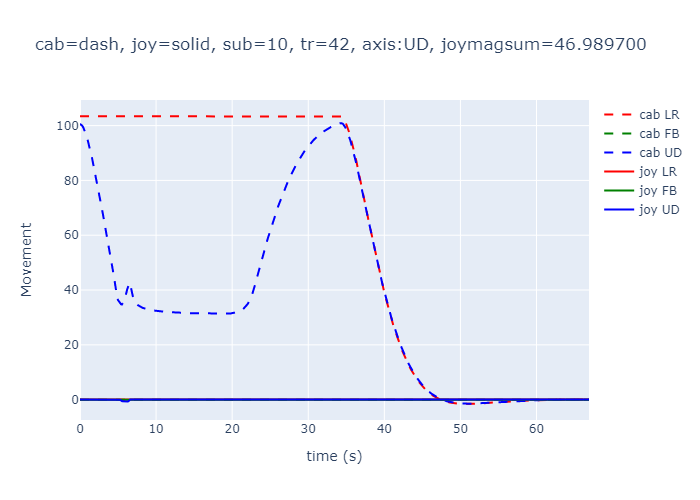 cab=dash, joy=solid, sub=10, tr=42, axis:UD, joymagsum=46.989700
cab LR
cab FB
cab UD
joy LR
joy FB
joy UD
Movement
100
80
60
40
20
0
0 10 20 30 40 50 60
time (s)